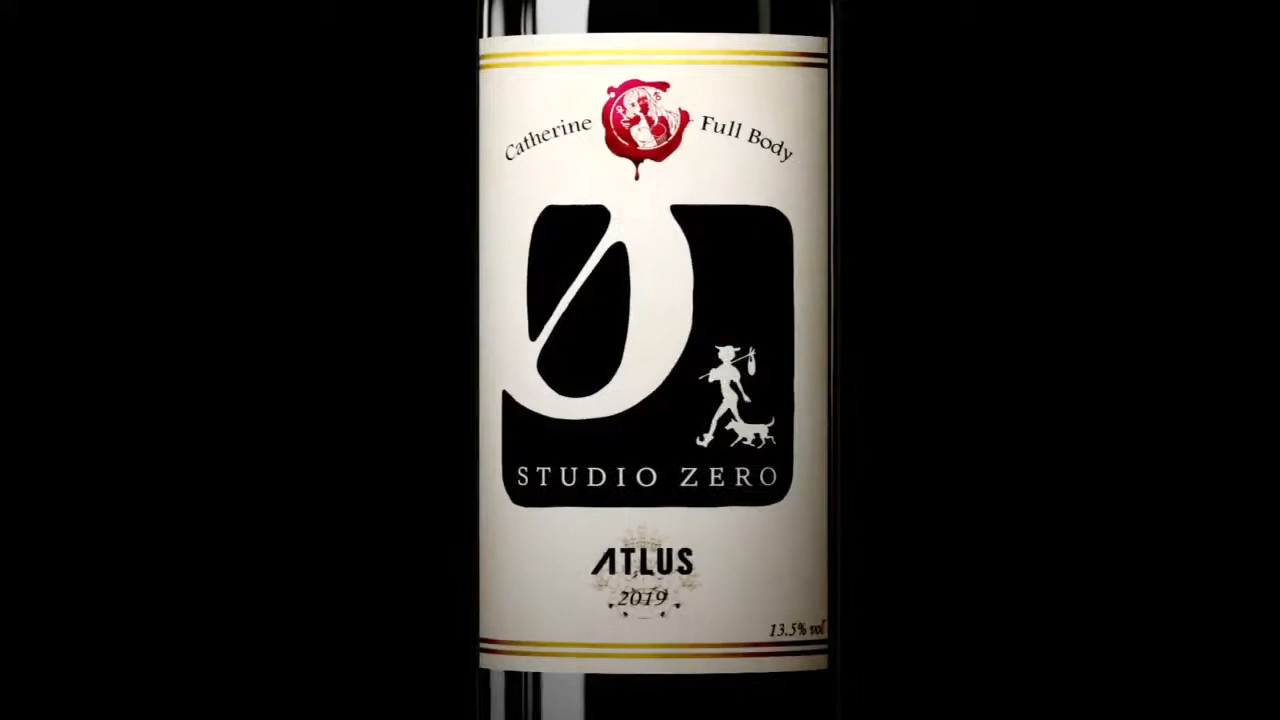 Catherine Full Body
STUDIO ZERO
ATLUS
2019
13.5% vol